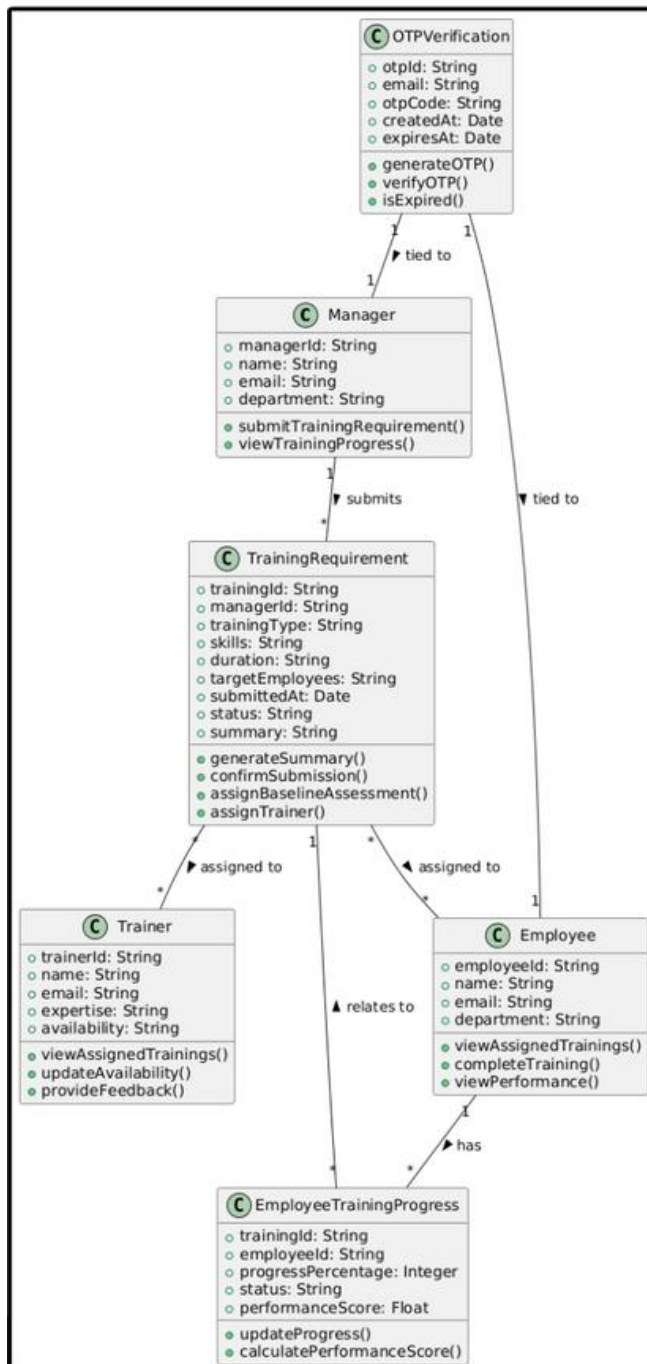 C OTPVerification
otpId: String
email: String
otpCode: String
createdAt: Date
expiresAt: Date
generateOTP()
verifyOTP()
isExpired()
1
1
tied to
1
C Manager
managerId: String
name: String
email: String
department: String
submitTrainingRequirement()
viewTrainingProgress()
1
submits
tied to
*
C TrainingRequirement
trainingId: String
managerId: String
trainingType: String
skills: String
duration: String
targetEmployees: String
submittedAt: Date
status: String
summary: String
generateSummary()
confirmSubmission()
assignBaselineAssessment()
assignTrainer()
*
1
*
assigned to
assigned to
*
*
1
C Trainer
trainerId: String
name: String
email: String
expertise: String
availability: String
viewAssignedTrainings()
updateAvailability()
provideFeedback()
relates to
C Employee
employeeId: String
name: String
email: String
department: String
viewAssignedTrainings()
completeTraining()
viewPerformance()
1
has
*
*
C EmployeeTrainingProgress
trainingId: String
employeeId: String
progressPercentage: Integer
status: String
performanceScore: Float
updateProgress()
calculatePerformanceScore()